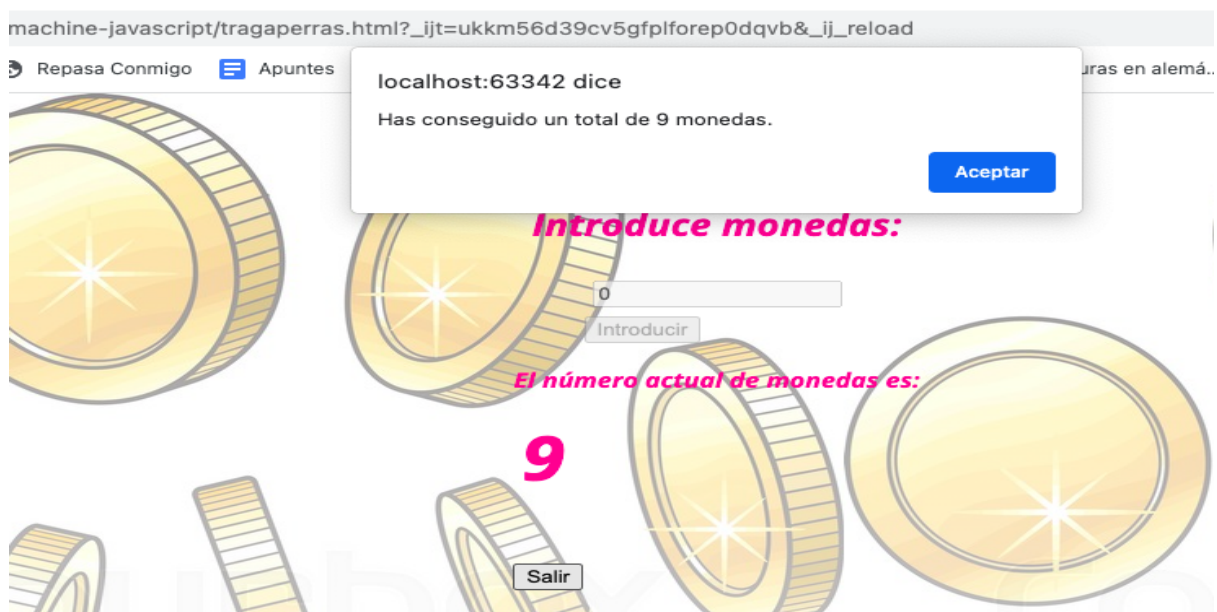 machine-javascript/tragaperras.html?_ijt=ukkm56d39cv5gfplforep0dqvb&_ij_reload
Repasa Conmigo Apuntes uras en alemá..
localhost:63342 dice
Has conseguido un total de 9 monedas.
Aceptar
Introduce monedas:
0
Introducir
El número actual de monedas es:
9
Salir